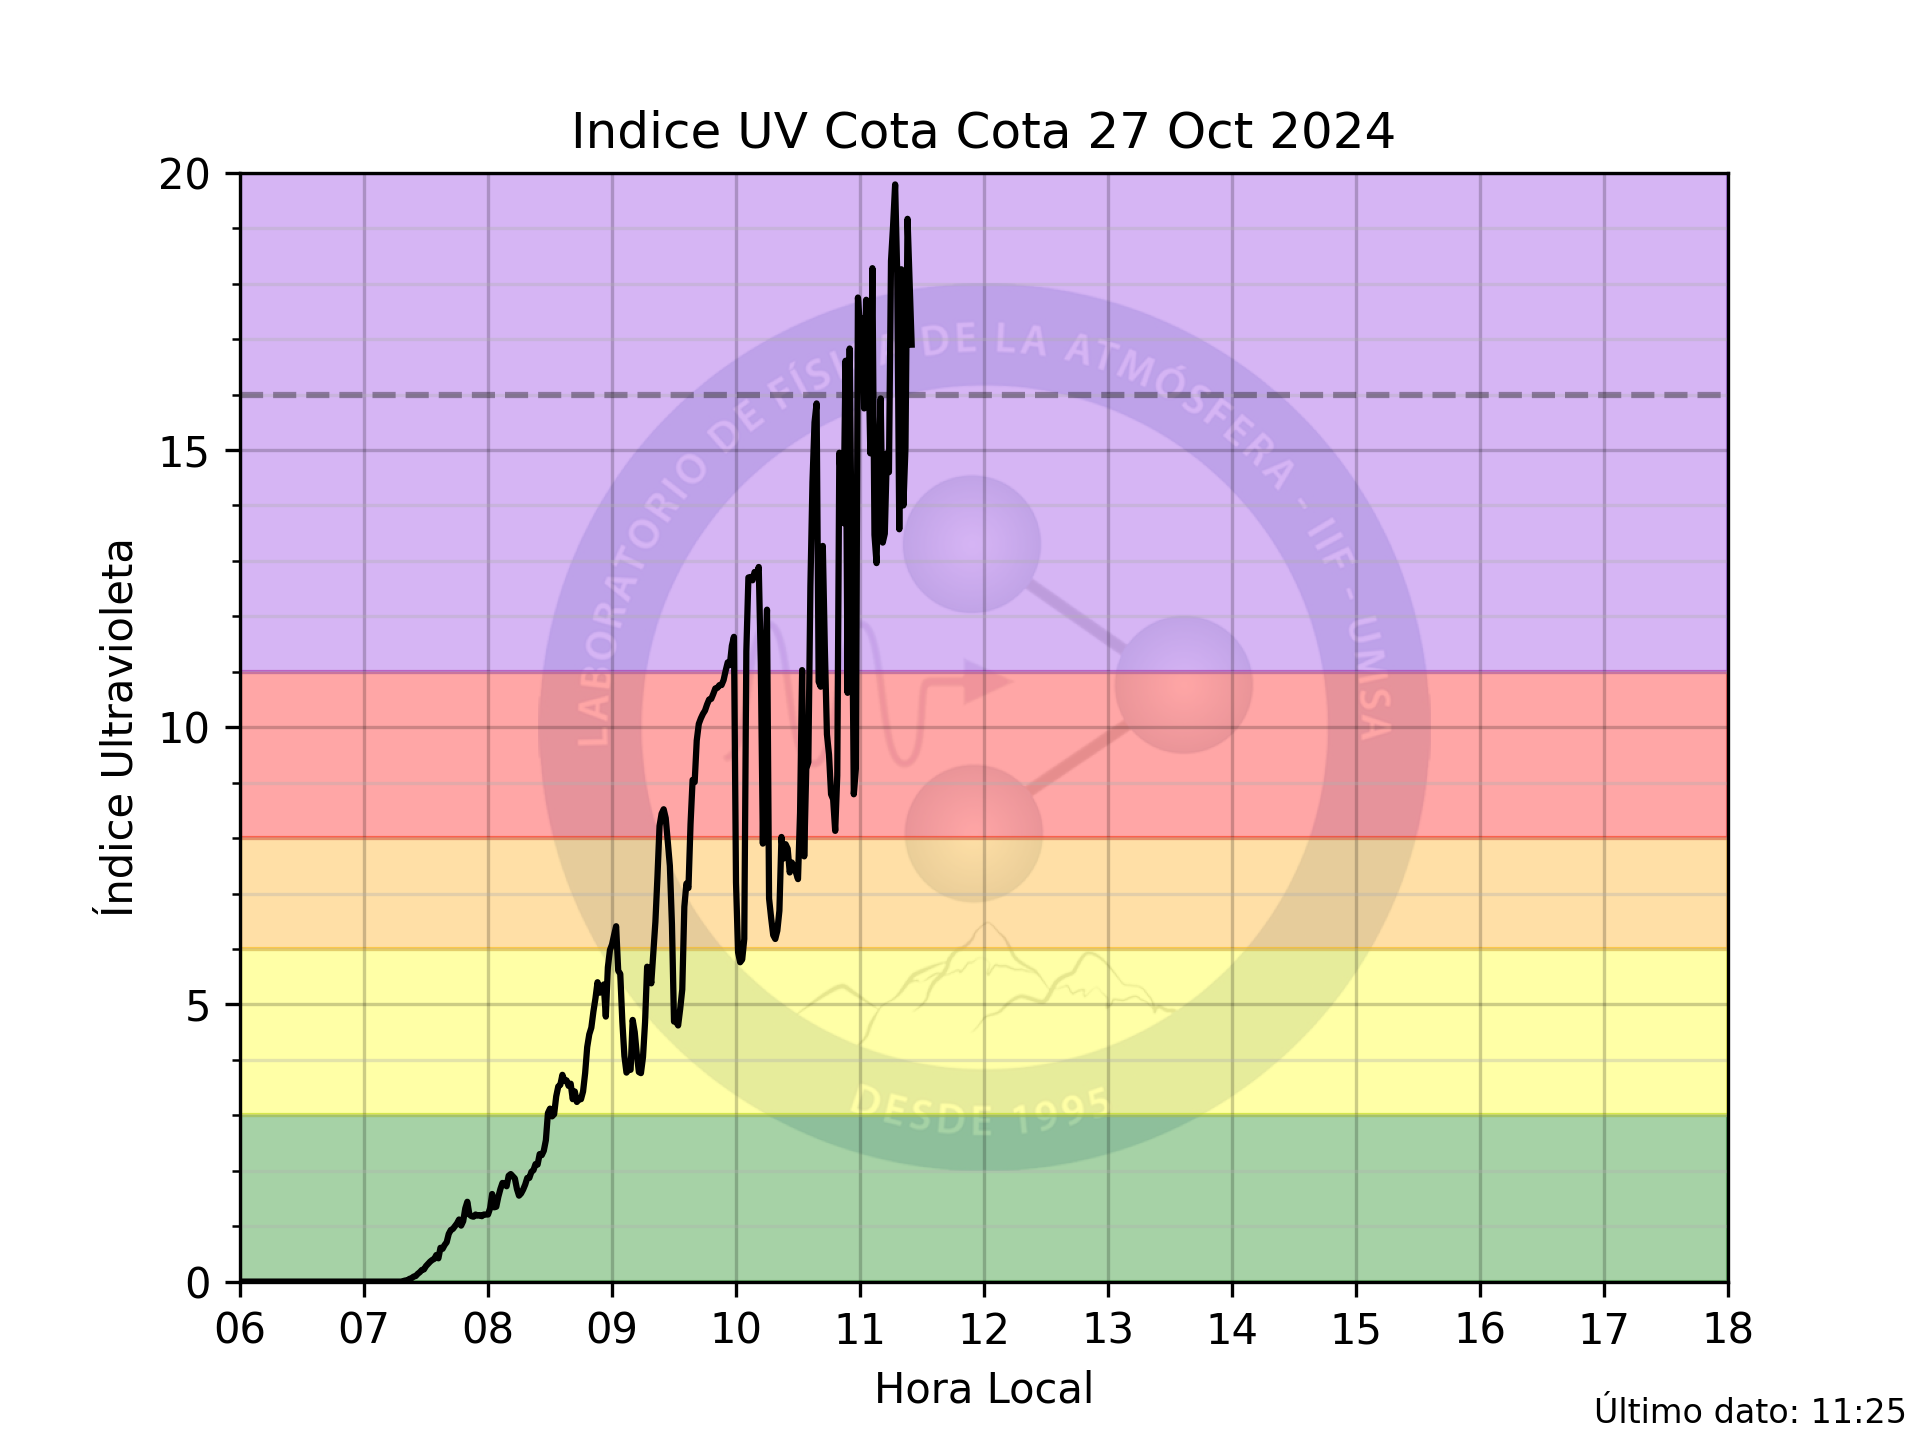 Indice UV Cota Cota 27 Oct 2024
20
15
10
5
0
Índice Ultravioleta
LABORATORIO DE FÍSI DE LA ATMÓSFERA - IIF - UMSA
DESDE 1995
06 07 08 09 10 11 12 13 14 15 16 17 18
Hora Local
Último dato: 11:25